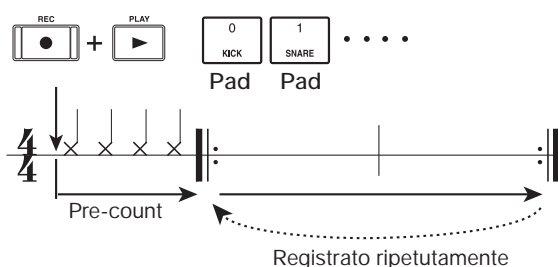 REC PLAY
0 1
KICK SNARE
Pad Pad
4
4
Pre-count
Registrato ripetutamente